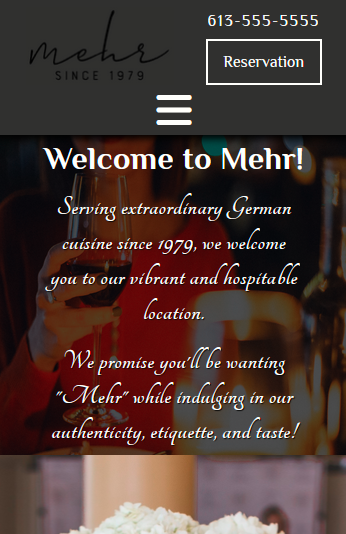 mehr
SINCE 1979
613-555-5555
Reservation
Welcome to Mehr!
Serving extraordinary German
cuisine since 1979, we welcome
you to our vibrant and hospitable
location.
We promise you'll be wanting
"Mehr" while indulging in our
authenticity, etiquette, and taste!